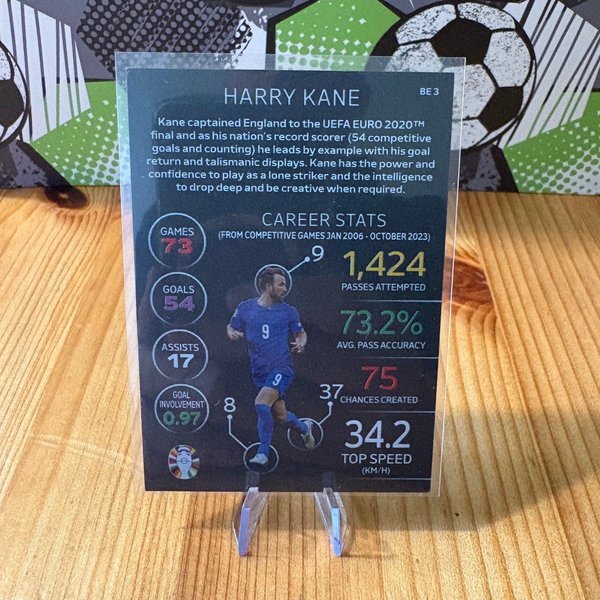 HARRY KANE
BE 3
Kane captained England to the UEFA EURO 2020™
final and as his nation's record scorer (54 competitive
goals and counting) he leads by example with his goal
return and talismanic displays. Kane has the power and
confidence to play as a lone striker and the intelligence
to drop deep and be creative when required.
CAREER STATS
(FROM COMPETITIVE GAMES JAN 2006 - OCTOBER 2023)
GAMES
73
GOALS
54
ASSISTS
17
GOAL
INVOLVEMENT
0.97
9
9
9
8
37
1,424
PASSES ATTEMPTED
73.2%
AVG. PASS ACCURACY
75
CHANCES CREATED
34.2
TOP SPEED
(KM/H)